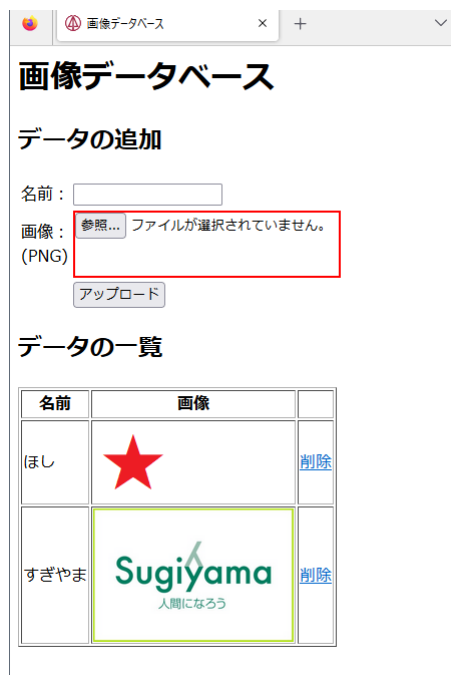 画像データベース
画像データベース
データの追加
名前：
画像：
(PNG)
参照... ファイルが選択されていません。
アップロード
データの一覧
名前 画像
ほし 削除
すぎやま Sugiyama 削除
人間になろう